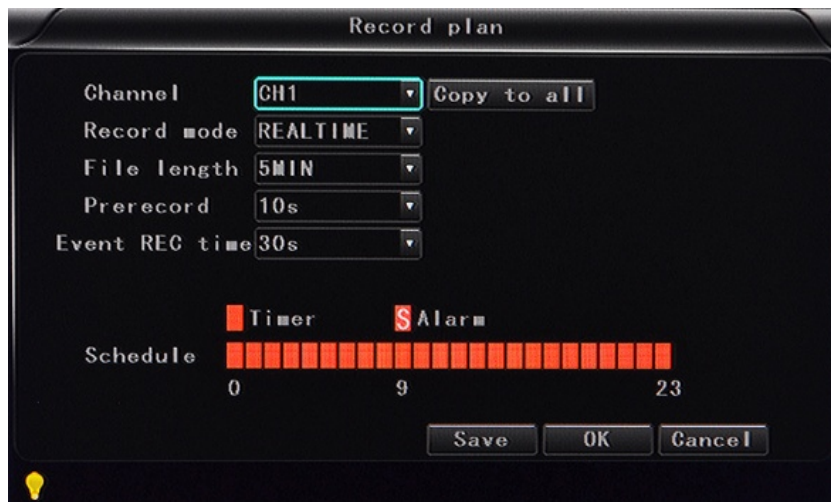 Record plan
Channel CH1 Copy to all
Record mode REALTIME
File length 5MIN
Prerecord 10s
Event REC time 30s
Timer S Alarm
Schedule
0 9 23
Save OK Cancel